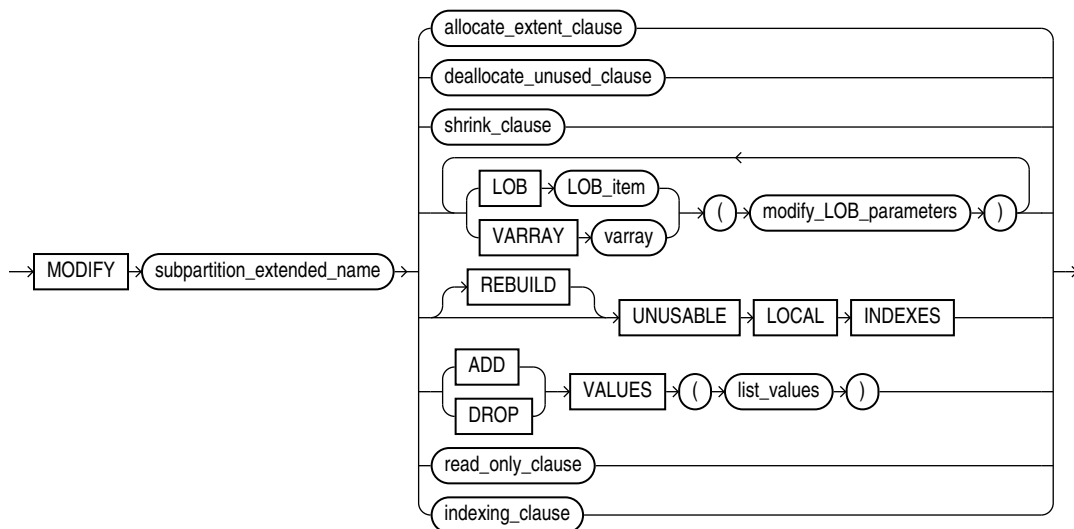 allocate_extent_clause
deallocate_unused_clause
shrink_clause
LOB LOB_item
VARRAY varray
( modify_LOB_parameters )
MODIFY subpartition_extended_name
REBUILD
UNUSABLE LOCAL INDEXES
ADD
DROP
VALUES ( list_values )
read_only_clause
indexing_clause